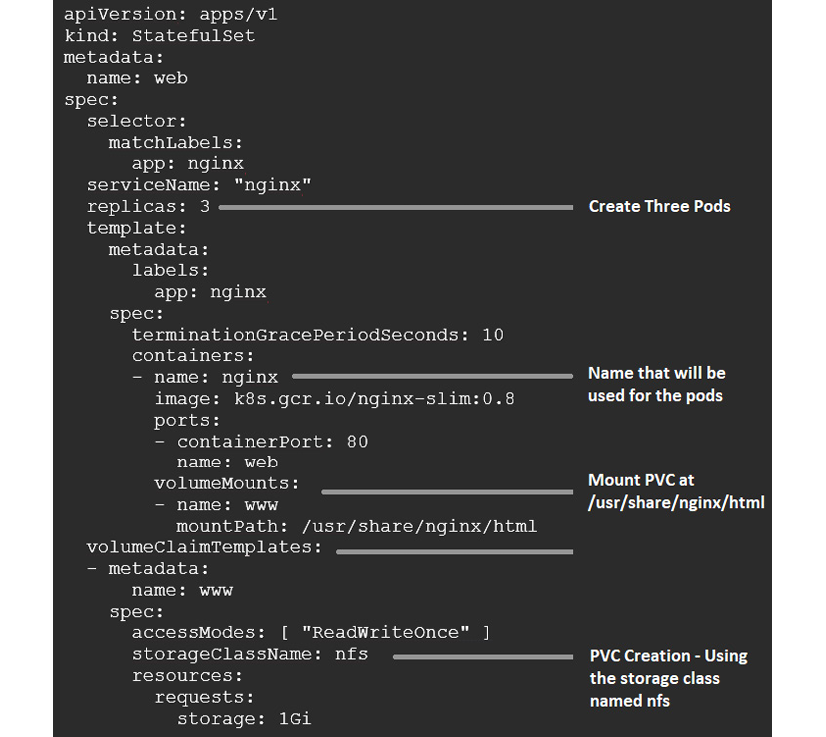 apiVersion: apps/v1
kind: StatefulSet
metadata:
  name: web
spec:
  selector:
    matchLabels:
      app: nginx
  serviceName: "nginx"
  replicas: 3
Create Three Pods
  template:
    metadata:
      labels:
        app: nginx
    spec:
      terminationGracePeriodSeconds: 10
      containers:
      - name: nginx
Name that will be
used for the pods
        image: k8s.gcr.io/nginx-slim:0.8
        ports:
        - containerPort: 80
          name: web
        volumeMounts:
        - name: www
          mountPath: /usr/share/nginx/html
Mount PVC at
/usr/share/nginx/html
  volumeClaimTemplates:
  - metadata:
      name: www
    spec:
      accessModes: [ "ReadWriteOnce" ]
      storageClassName: nfs
PVC Creation - Using
the storage class
named nfs
      resources:
        requests:
          storage: 1Gi